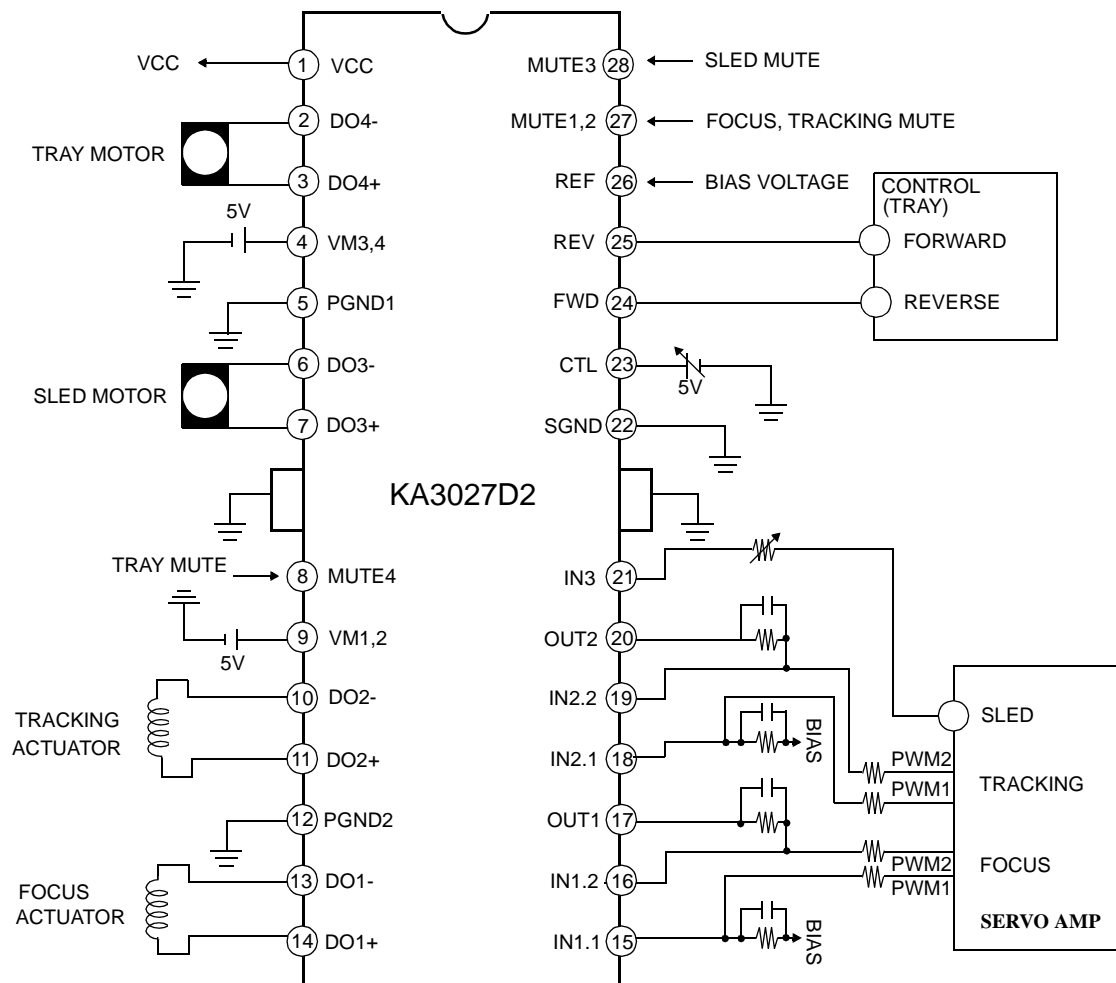 VCC
1
VCC
MUTE3
28
SLED MUTE
2
DO4-
MUTE1,2
27
FOCUS, TRACKING MUTE
TRAY MOTOR
3
DO4+
REF
26
BIAS VOLTAGE
CONTROL
(TRAY)
5V
4
VM3,4
REV
25
FORWARD
5
PGND1
FWD
24
REVERSE
6
DO3-
CTL
23
5V
SLED MOTOR
7
DO3+
SGND
22
KA3027D2
TRAY MUTE
8
MUTE4
IN3
21
5V
9
VM1,2
OUT2
20
10
DO2-
IN2.2
19
SLED
TRACKING
ACTUATOR
11
DO2+
IN2.1
18
BIAS
PWM2
TRACKING
PWM1
12
PGND2
OUT1
17
13
DO1-
IN1.2
16
PWM2
FOCUS
PWM1
FOCUS
ACTUATOR
14
DO1+
IN1.1
15
BIAS
SERVO AMP